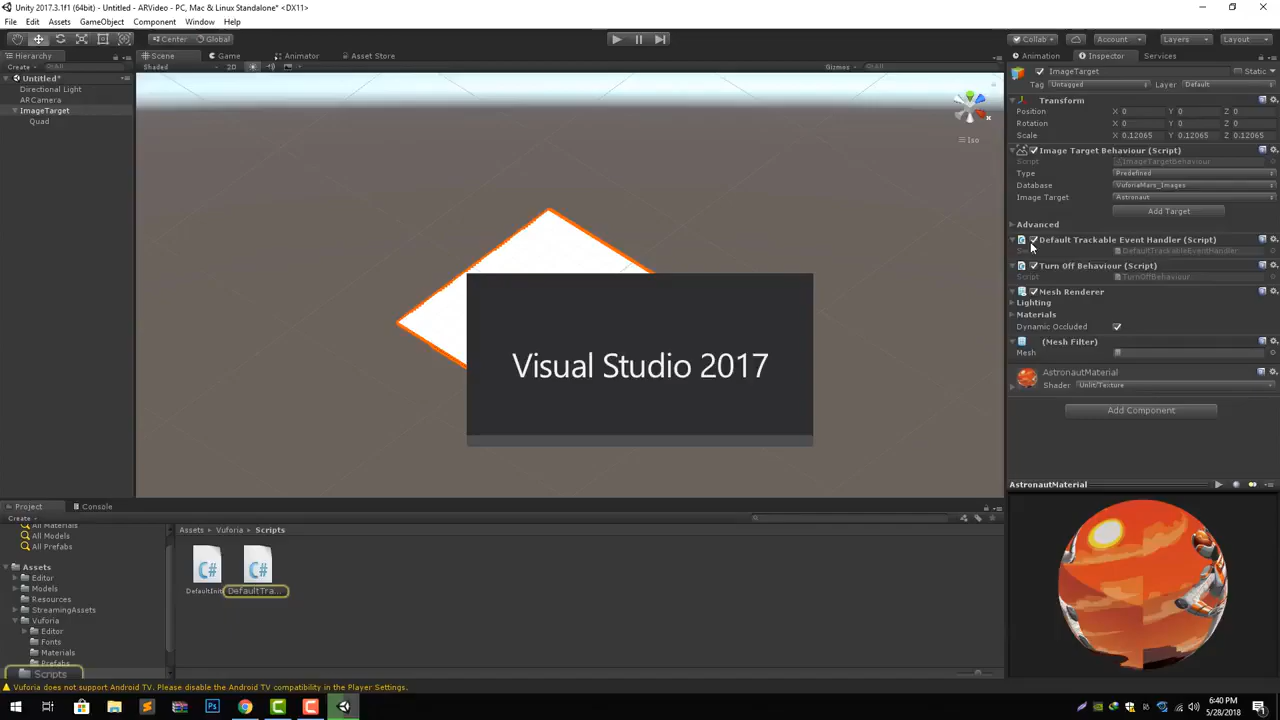 Unity 2017.3.1f1 (64bit) - Untitled - ARVideo - PC, Mac & Linux Standalone* <DX11>
File Edit Assets GameObject Component Window Help
Center Global Collab Account Layers Layout
Hierarchy Scene Game Animator Asset Store Animation Inspector Services
Create All Shaded 2D Gizmos All ImageTarget Static
Untitled* Tag Untagged Layer Default
Directional Light
ARCamera
ImageTarget
Quad
Iso
Transform
Position X 0 Y 0 Z 0
Rotation X 0 Y 0 Z 0
Scale X 0.12065 Y 0.12065 Z 0.12065
Image Target Behaviour (Script)
Script ImageTargetBehaviour
Type Predefined
Database VuforiaMars_Images
Image Target Astronaut
Add Target
Advanced
Default Trackable Event Handler (Script)
DefaultTrackableEventHandler
Turn Off Behaviour (Script)
Script TurnOffBehaviour
Mesh Renderer
Lighting
Materials
Dynamic Occluded
(Mesh Filter)
Mesh
AstronautMaterial
Shader Unlit/Texture
Add Component
Visual Studio 2017
AstronautMaterial
Project Console
Create
All Materials
All Models
All Prefabs
Assets
Editor
Models
Resources
StreamingAssets
Vuforia
Editor
Fonts
Materials
Prefabs
Scripts
Assets Vuforia Scripts
C# C#
DefaultInit DefaultTra...
Vuforia does not support Android TV. Please disable the Android TV compatibility in the Player Settings.
6:40 PM
5/28/2018